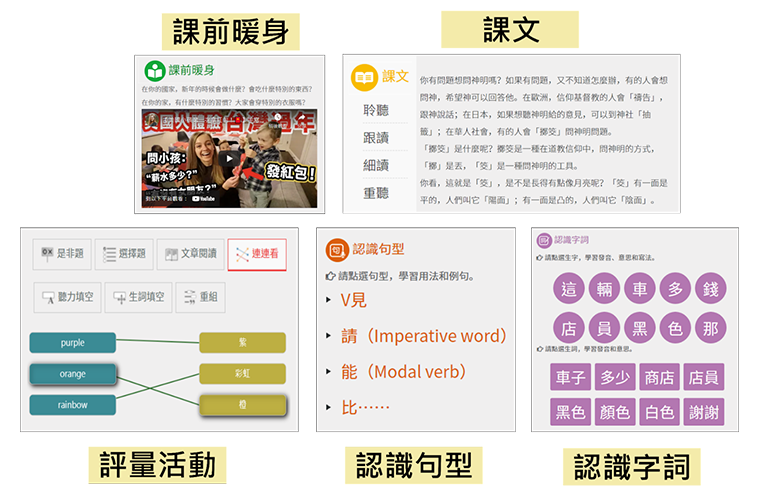 課前暖身
課文
課前暖身
在你的國家，新年的時候會做什麼？會吃什麼特別的東西？
在你的家，有什麼特別的習慣？大家會穿特別的衣服嗎？
美國人體驗台灣過年
問小孩：
"薪水多少？"
發紅包！
YouTube
課文
聆聽
跟讀
細讀
重聽
你有問題想問神明嗎？如果有問題，又不知道怎麼辦，有的人會想
問神，希望神可以回答他。在歐洲，信仰基督教的人會「禱告」，
跟神說話；在日本，如果想聽神明給的意見，可以到神社「抽
籤」；在華人社會，有的人會「擲筊」問神明問題。
「擲筊」是什麼呢？擲筊是一種在道教信仰中，問神明的方式，
「擲」是丟，「筊」是一種問神明的工具。
你看，這就是「筊」，是不是長得有點像月亮呢？「筊」有一面是
平的，人們叫它「陽面」；有一面是凸的，人們叫它「陰面」。
是非題
選擇題
文章閱讀
連連看
聽力填空
生詞填空
重組
purple
紫
orange
彩虹
rainbow
橙
認識句型
請點選句型，學習用法和例句。
V見
請（Imperative word）
能（Modal verb）
比……
認識字詞
請點選生字，學習發音、意思和寫法。
這 輛 車 多 錢
店 員 黑 色 那
請點選生詞，學習發音和意思。
車子 多少 商店 店員
黑色 顏色 白色 謝謝
評量活動
認識句型
認識字詞